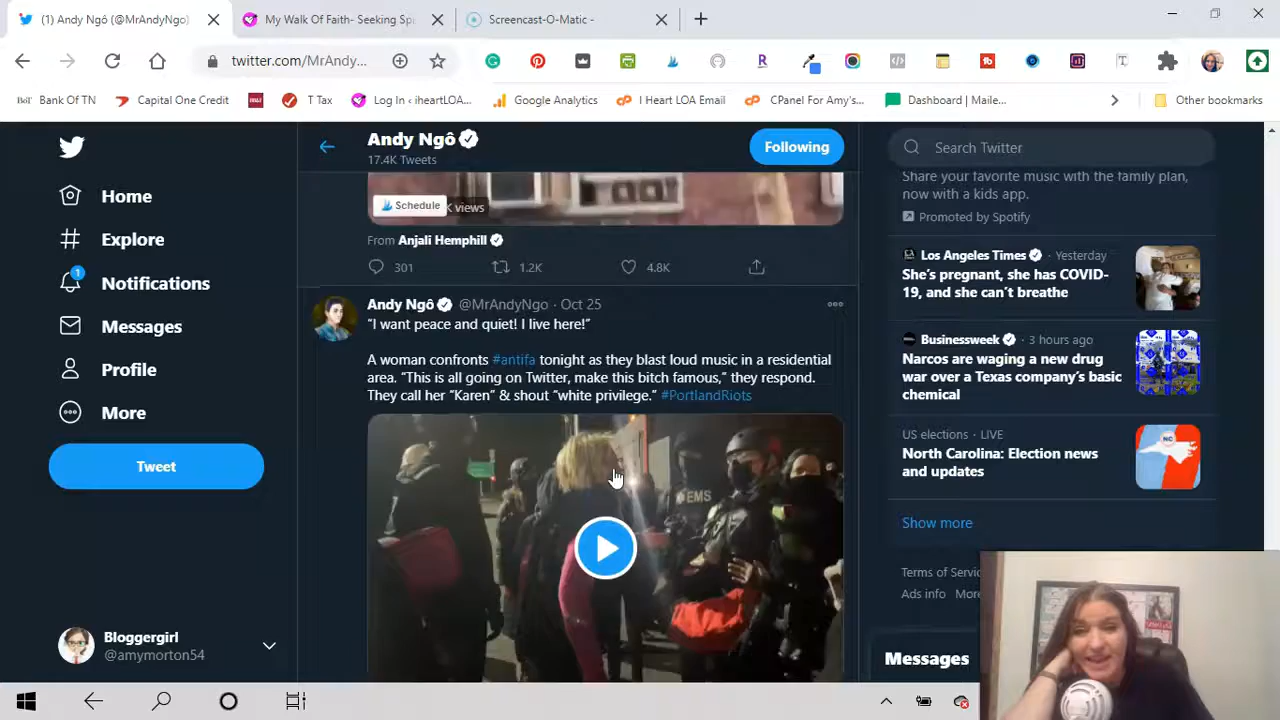 (1) Andy Ngô (@MrAndyNgo)
My Walk Of Faith- Seeking Sp
Screencast-O-Matic -
twitter.com/MrAndy...
Bank Of TN
Capital One Credit
T Tax
Log In ‹ iheartLOA...
Google Analytics
I Heart LOA Email
CPanel For Amy's...
Dashboard | Maile...
Other bookmarks
Andy Ngô
17.4K Tweets
Following
Search Twitter
Home
Explore
1
Notifications
Messages
Profile
More
Tweet
Bloggergirl
@amymorton54
Schedule
K views
From Anjali Hemphill
301
1.2K
4.8K
Andy Ngô @MrAndyNgo · Oct 25
“I want peace and quiet! I live here!”
A woman confronts #antifa tonight as they blast loud music in a residential
area. “This is all going on Twitter, make this bitch famous,” they respond.
They call her “Karen” & shout “white privilege.” #PortlandRiots
EMS
Share your favorite music with the family plan,
now with a kids app.
Promoted by Spotify
Los Angeles Times · Yesterday
She’s pregnant, she has COVID-
19, and she can’t breathe
Businessweek · 3 hours ago
Narcos are waging a new drug
war over a Texas company’s basic
chemical
US elections · LIVE
North Carolina: Election news
and updates
NC
Show more
Terms of Servic
Ads info Mor
Messages